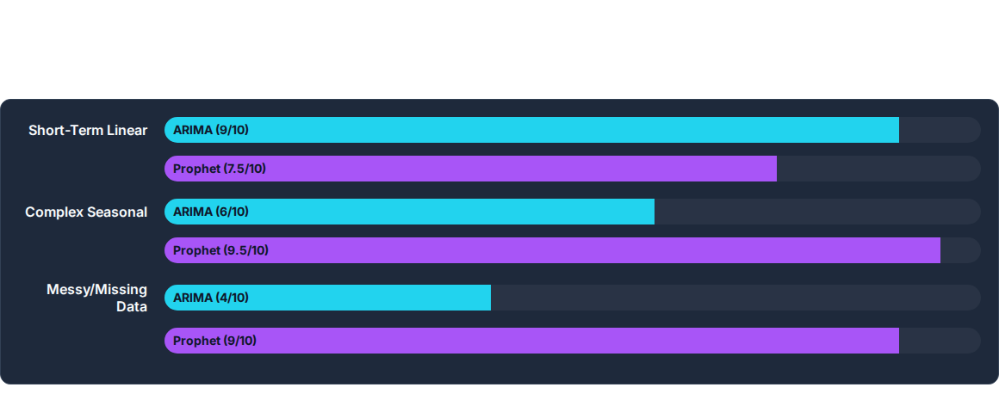 Short-Term Linear
ARIMA (9/10)
Prophet (7.5/10)
Complex Seasonal
ARIMA (6/10)
Prophet (9.5/10)
Messy/Missing
Data
ARIMA (4/10)
Prophet (9/10)